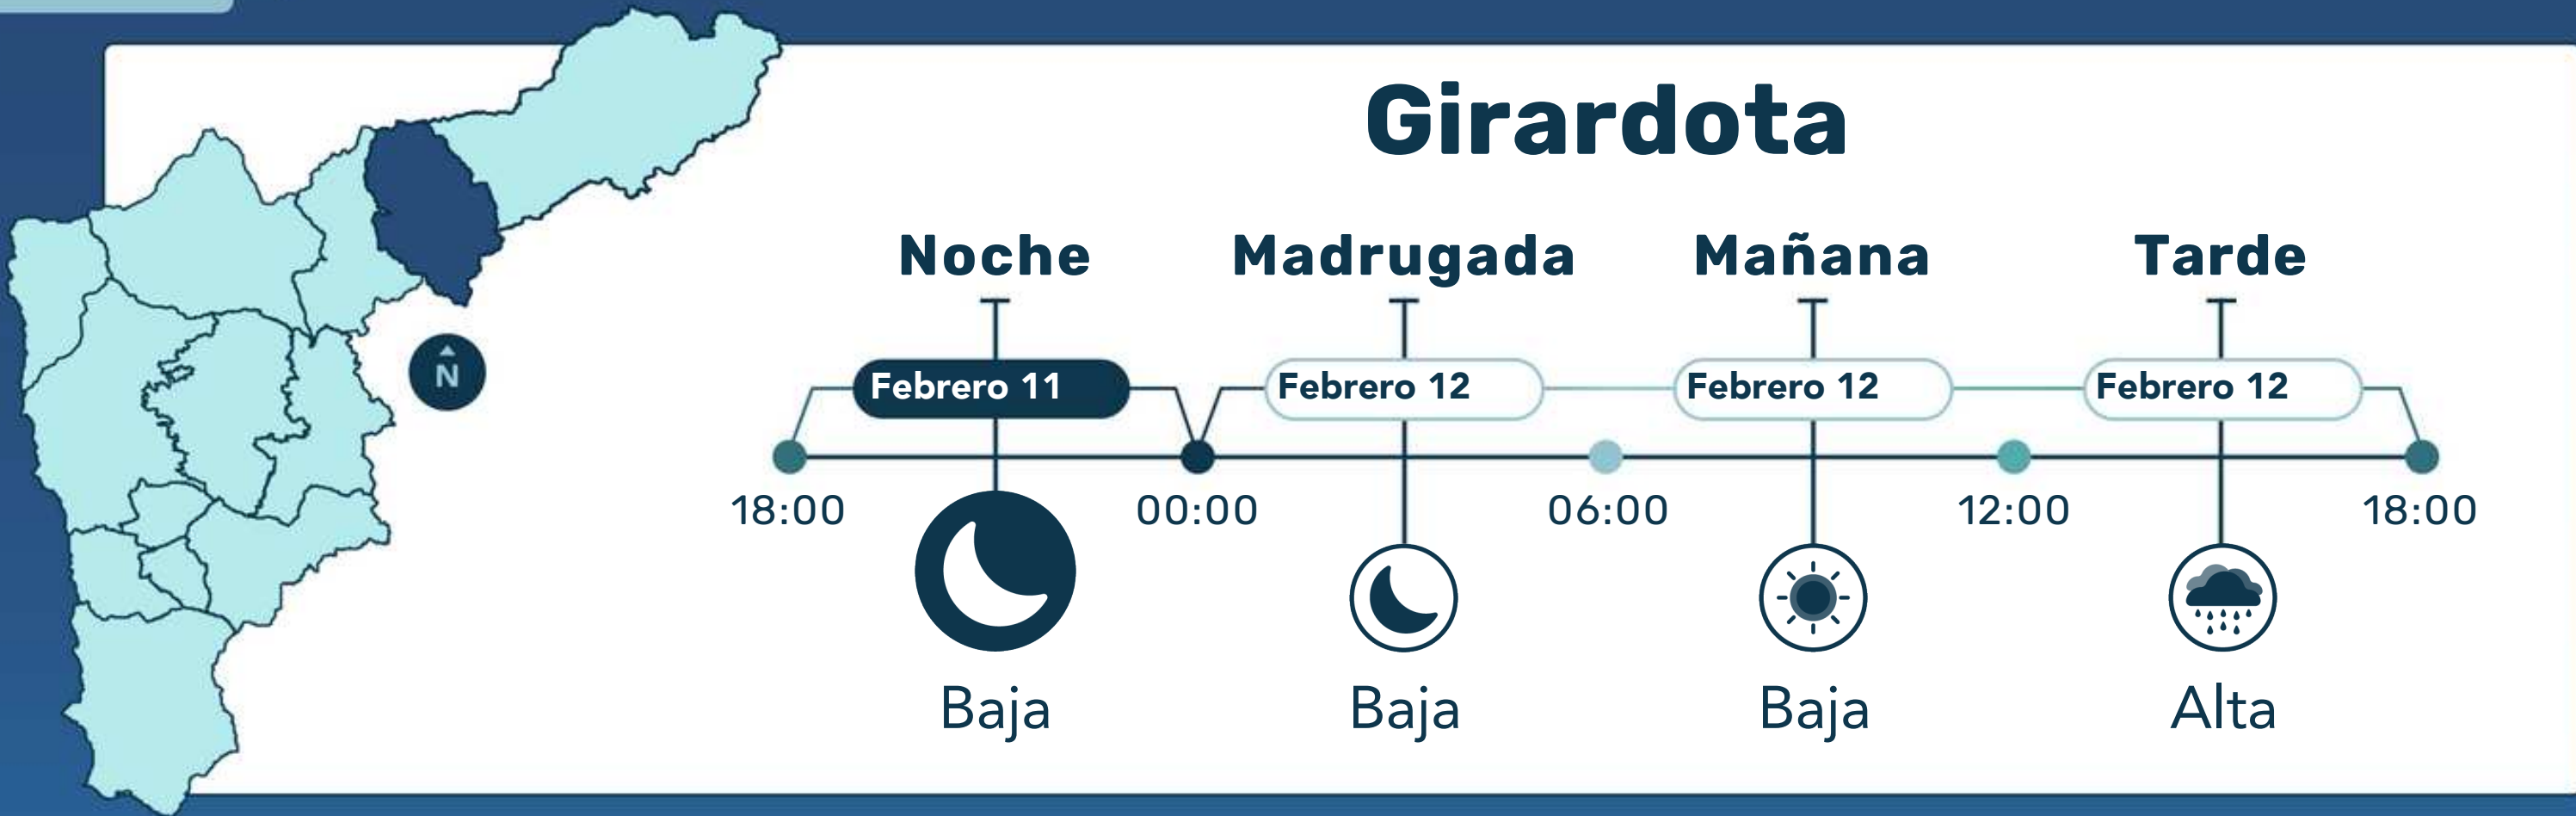 Girardota
Noche Madrugada Mañana Tarde
Febrero 11 Febrero 12 Febrero 12 Febrero 12
N
18:00 00:00 06:00 12:00 18:00
Baja Baja Baja Alta